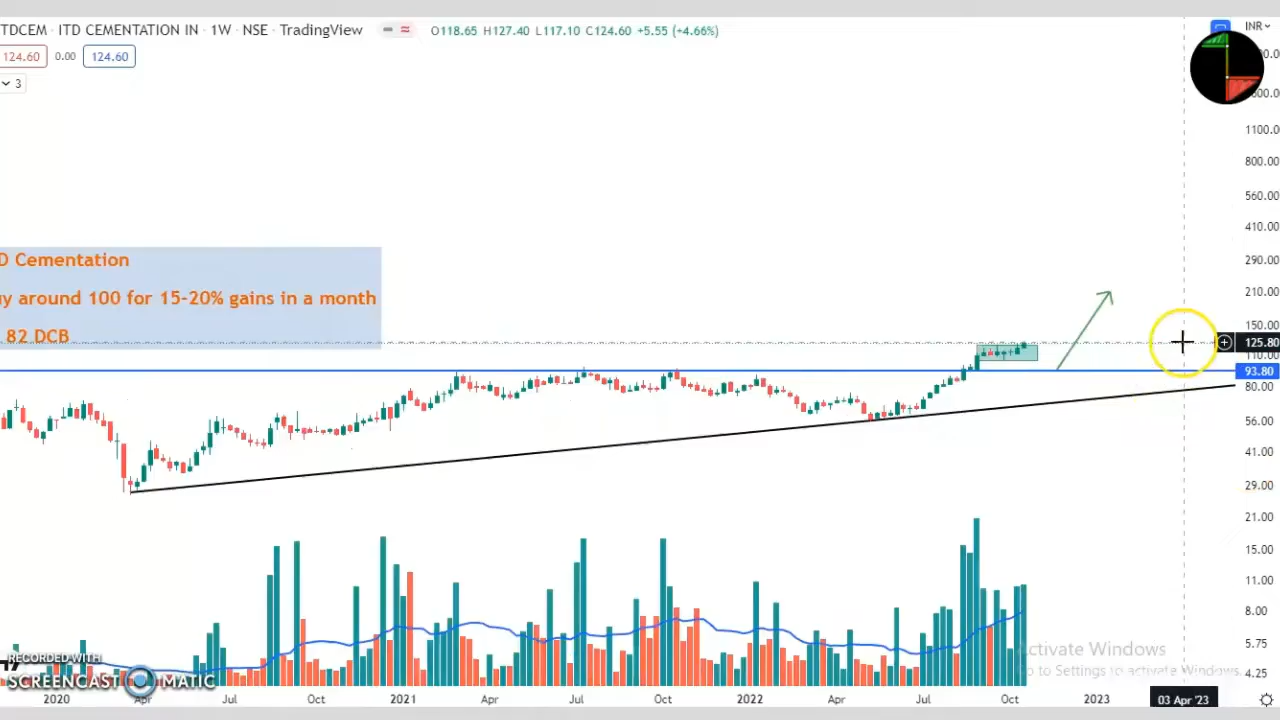 TDCEM · ITD CEMENTATION IN · 1W · NSE · TradingView
O118.65 H127.40 L117.10 C124.60 +5.55 (+4.66%)
INR
124.60 0.00 124.60
3
1100.00
800.00
560.00
410.00
290.00
210.00
150.00
125.80
110.00
93.80
80.00
56.00
41.00
29.00
21.00
15.00
11.00
8.00
5.75
4.25
D Cementation
y around 100 for 15-20% gains in a month
82 DCB
Activate Windows
to Settings to activate Windows.
RECORDED WITH
SCREENCAST MATIC
2020 Apr Jul Oct 2021 Apr Jul Oct 2022 Apr Jul Oct 2023 03 Apr '23